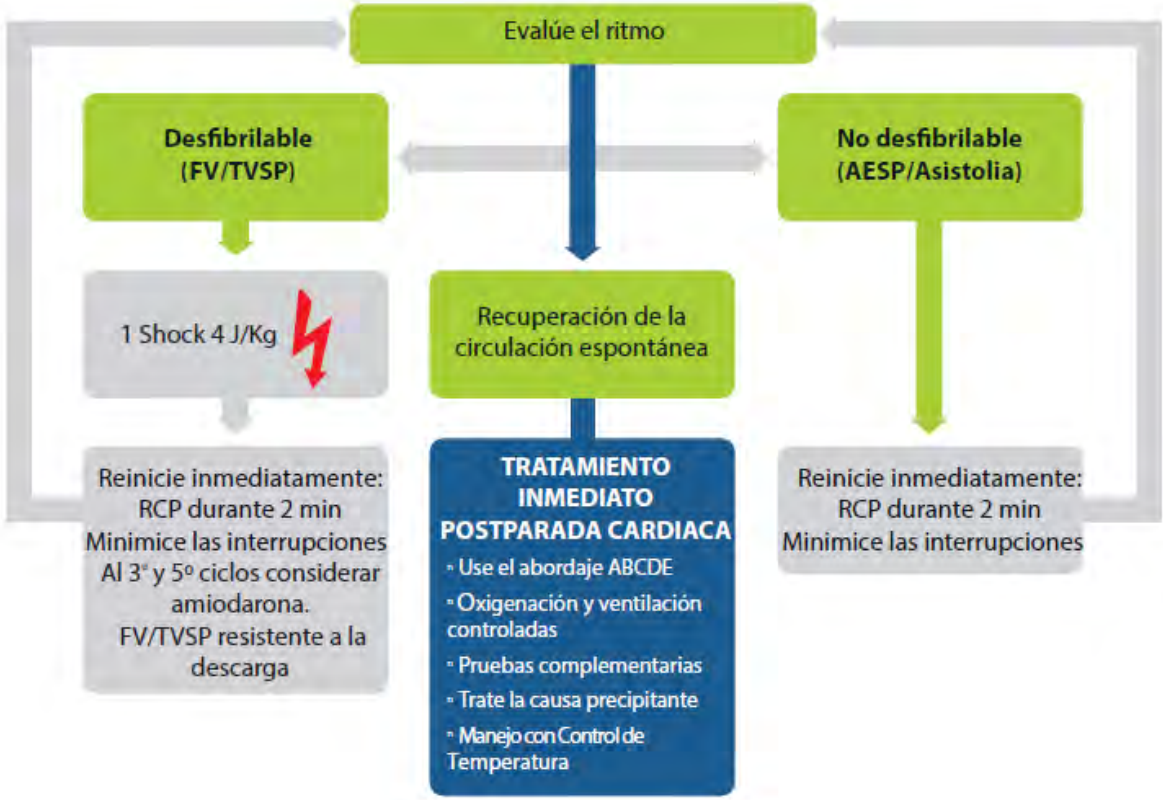 Evalúe el ritmo
Desfibrilable
(FV/TVSP)
No desfibrilable
(AESP/Asistolia)
1 Shock 4 J/Kg
Recuperación de la
circulación espontánea
Reinicie inmediatamente:
RCP durante 2 min
Minimice las interrupciones
Al 3° y 5º ciclos considerar
amiodarona.
FV/TVSP resistente a la
descarga
TRATAMIENTO
INMEDIATO
POSTPARADA CARDIACA
▫ Use el abordaje ABCDE
▫ Oxigenación y ventilación
controladas
▫ Pruebas complementarias
▫ Trate la causa precipitante
▫ Manejo con Control de
Temperatura
Reinicie inmediatamente:
RCP durante 2 min
Minimice las interrupciones